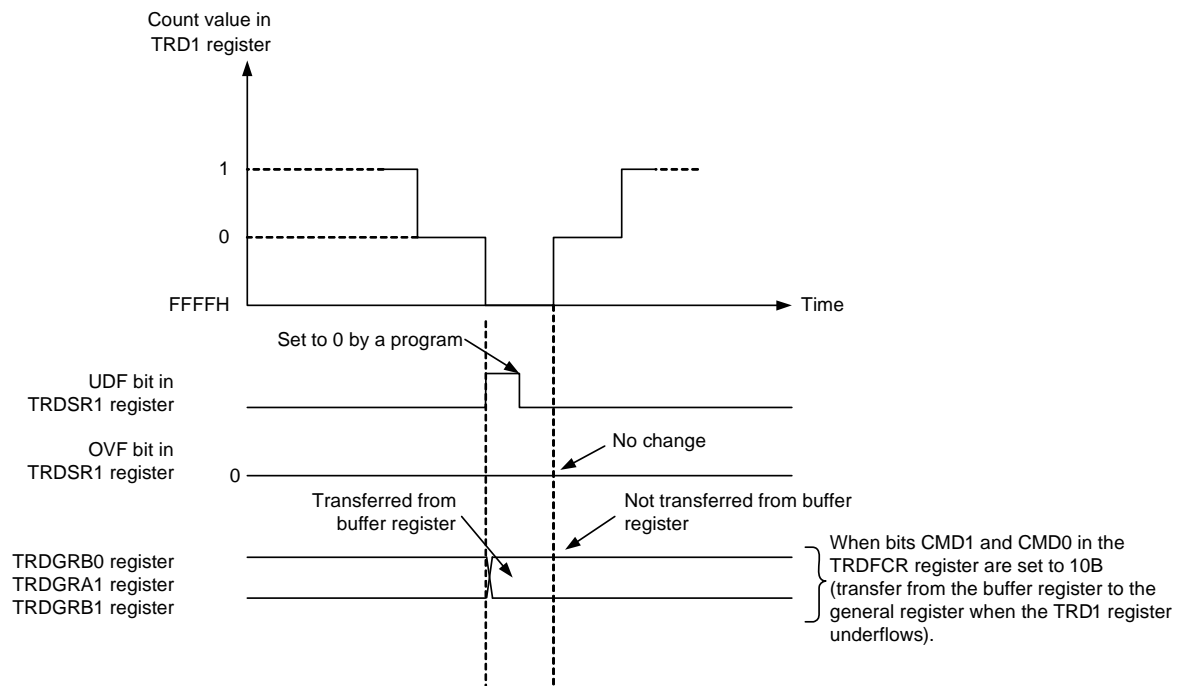 Count value in
TRD1 register
1
0
FFFFH
Time
Set to 0 by a program
UDF bit in
TRDSR1 register
OVF bit in
TRDSR1 register
0
No change
Transferred from
buffer register
Not transferred from buffer
register
TRDGRB0 register
TRDGRA1 register
TRDGRB1 register
When bits CMD1 and CMD0 in the
TRDFCR register are set to 10B
(transfer from the buffer register to the
general register when the TRD1 register
underflows).